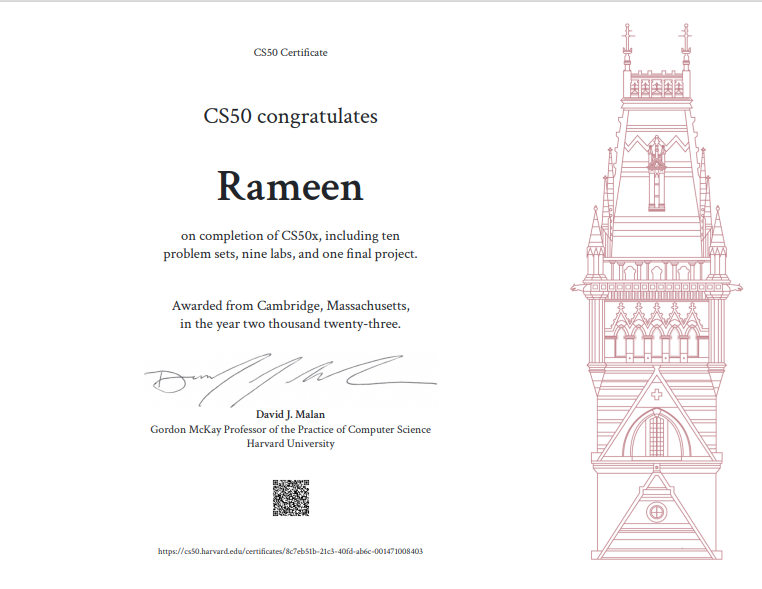 CS50 Certificate
CS50 congratulates
Rameen
on completion of CS50x, including ten
problem sets, nine labs, and one final project.
Awarded from Cambridge, Massachusetts,
in the year two thousand twenty-three.
David J. Malan
Gordon McKay Professor of the Practice of Computer Science
Harvard University
https://cs50.harvard.edu/certificates/8c7eb51b-21c3-40fd-ab6c-001471008403